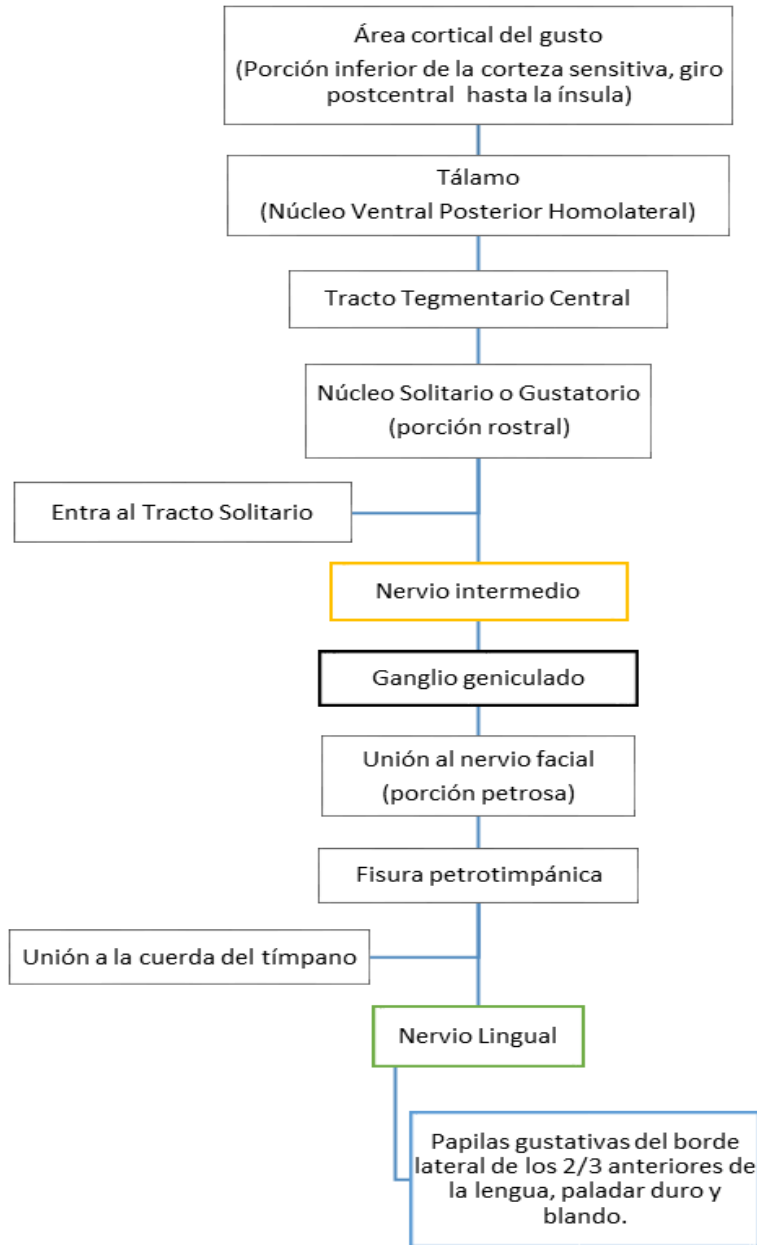 Área cortical del gusto
(Porción inferior de la corteza sensitiva, giro
postcentral hasta la ínsula)
Tálamo
(Núcleo Ventral Posterior Homolateral)
Tracto Tegmentario Central
Núcleo Solitario o Gustatorio
(porción rostral)
Entra al Tracto Solitario
Nervio intermedio
Ganglio geniculado
Unión al nervio facial
(porción petrosa)
Fisura petrotimpánica
Unión a la cuerda del tímpano
Nervio Lingual
Papilas gustativas del borde
lateral de los 2/3 anteriores de
la lengua, paladar duro y
blando.